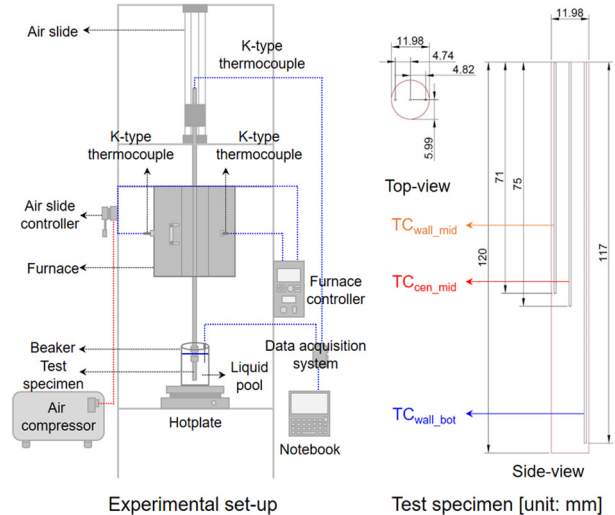 Air slide
K-type
thermocouple
K-type
thermocouple
K-type
thermocouple
Air slide
controller
Furnace
Furnace
controller
Beaker
Test
specimen
Liquid
pool
Data acquisition
system
Air
compressor
Hotplate
Notebook
Experimental set-up
11.98
4.74
4.82
5.99
Top-view
11.98
71
75
120
117
TCwall_mid
TCcen_mid
TCwall_bot
Side-view
Test specimen [unit: mm]